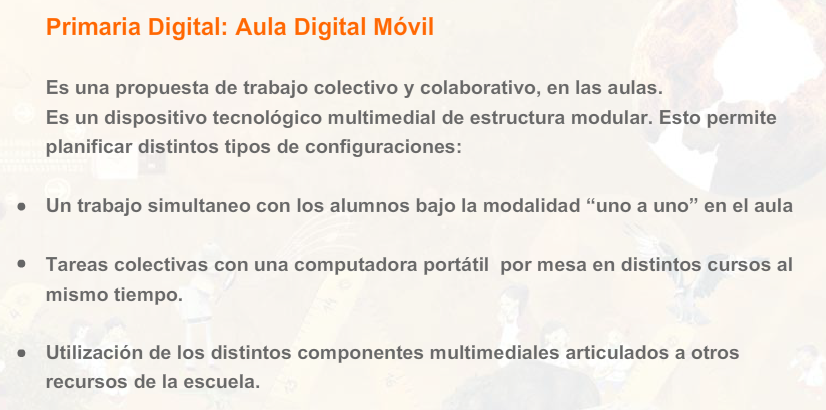 Primaria Digital: Aula Digital Móvil
Es una propuesta de trabajo colectivo y colaborativo, en las aulas.
Es un dispositivo tecnológico multimedial de estructura modular. Esto permite
planificar distintos tipos de configuraciones:
● Un trabajo simultaneo con los alumnos bajo la modalidad “uno a uno” en el aula
● Tareas colectivas con una computadora portátil  por mesa en distintos cursos al
mismo tiempo.
● Utilización de los distintos componentes multimediales articulados a otros
recursos de la escuela.